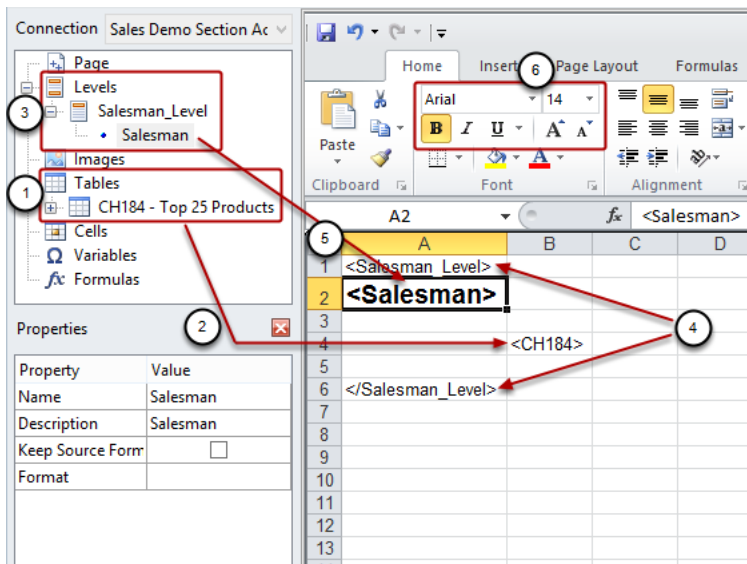 Connection Sales Demo Section Ac
Page
Levels
3
Salesman_Level
Salesman
Images
1
Tables
CH184 - Top 25 Products
Cells
Variables
Ω
fx Formulas
Properties
2
Property Value
Name Salesman
Description Salesman
Keep Source Form
Format
Home Insert Page Layout Formulas
6
Paste
Arial 14
B I U A A
A
Clipboard Font Alignment
A2 fx <Salesman>
5
A B C D
1 <Salesman_Level>
2 <Salesman>
3
4 <CH184>
4
5
6 </Salesman_Level>
7
8
9
10
11
12
13